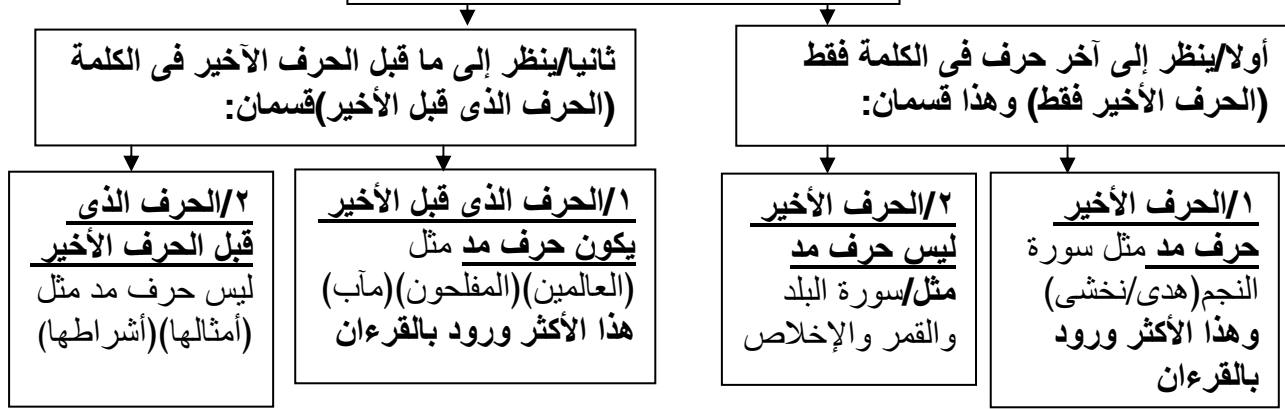 أولا/ينظر إلى آخر حرف فى الكلمة فقط
(الحرف الأخير فقط) وهذا قسمان:
ثانيا/ينظر إلى ما قبل الحرف الآخير فى الكلمة
(الحرف الذى قبل الأخير)قسمان:
١/الحرف الأخير
حرف مد مثل سورة
النجم(هدى/نخشى)
وهذا الأكثر ورود
بالقرءان
٢/الحرف الأخير
ليس حرف مد
مثل/سورة البلد
والقمر والإخلاص
١/الحرف الذى قبل الأخير
يكون حرف مد مثل
(العالمين)(المفلحون)(مآب)
هذا الأكثر ورود بالقرءان
٢/الحرف الذى
قبل الحرف الأخير
ليس حرف مد مثل
(أمثالها)(أشراطها)